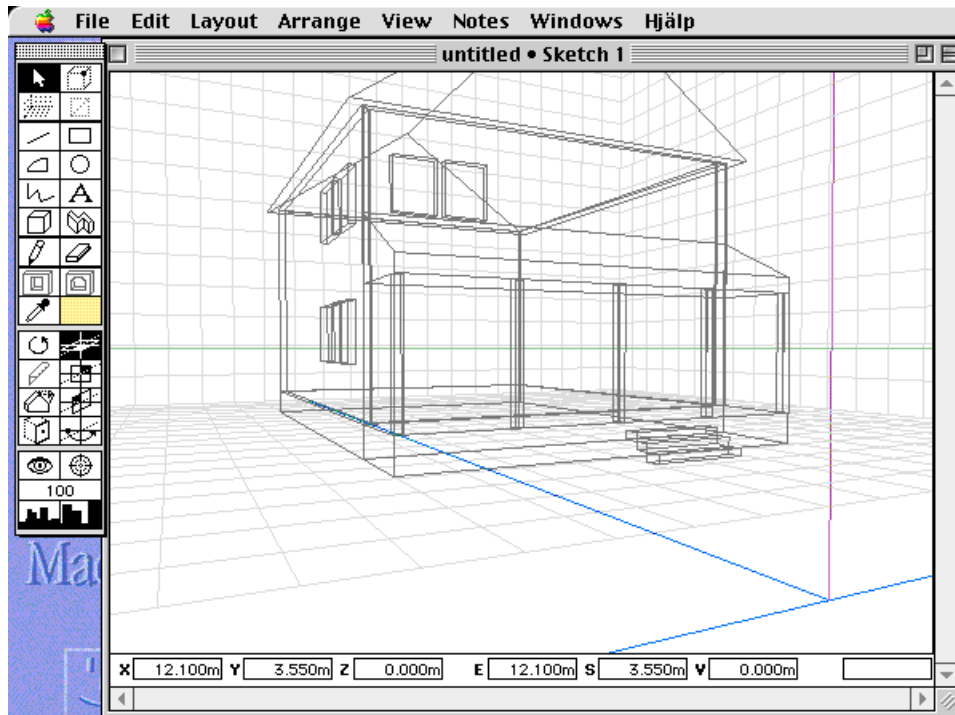 File Edit Layout Arrange View Notes Windows Hjälp
untitled • Sketch 1
A
100
Mac
X 12.100m Y 3.550m Z 0.000m E 12.100m S 3.550m V 0.000m